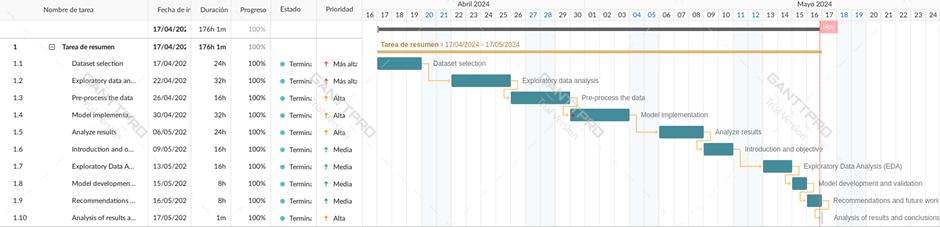 Nombre de tarea Fecha de in Duración Progreso Estado Prioridad
Abril 2024 Mayo 2024
16 17 18 19 20 21 22 23 24 25 26 27 28 29 30 01 02 03 04 05 06 07 08 09 10 11 12 13 14 15 16 17 18 19 20 21 22 23 24
17/04/202 176h 1m 100% Hoy
1 Tarea de resumen 17/04/202 176h 1m 100% Tarea de resumen › 17/04/2024 - 17/05/2024
1.1 Dataset selection 17/04/202 24h 100% Termina Más alta Dataset selection
1.2 Exploratory data an... 22/04/202 32h 100% Termina Más alta Exploratory data analysis
1.3 Pre-process the data 26/04/202 16h 100% Termina Alta Pre-process the data
1.4 Model implementa... 30/04/202 32h 100% Termina Alta Model implementation
1.5 Analyze results 06/05/202 24h 100% Termina Alta Analyze results
1.6 Introduction and o... 09/05/202 16h 100% Termina Media Introduction and objective
1.7 Exploratory Data A... 13/05/202 16h 100% Termina Media Exploratory Data Analysis (EDA)
1.8 Model developmen... 15/05/202 8h 100% Termina Media Model development and validation
1.9 Recommendations ... 16/05/202 8h 100% Termina Media Recommendations and future work
1.10 Analysis of results a... 17/05/202 1m 100% Termina Alta Analysis of results and conclusions
GANTTPRO
Trial Version
GANTTPRO
Trial Version
GANTTPRO
Trial Version